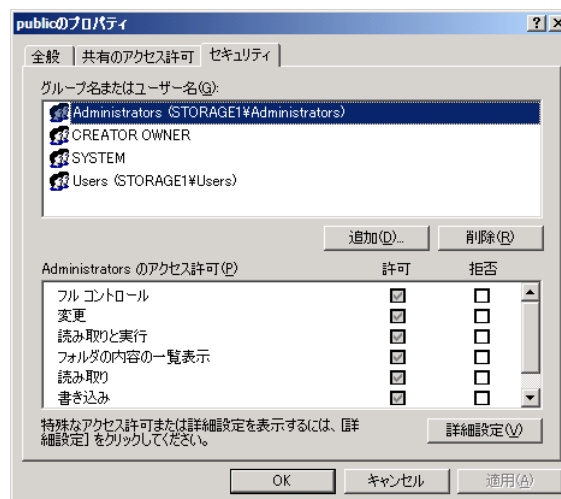 publicのプロパティ
全般 共有のアクセス許可 セキュリティ
グループ名またはユーザー名(G):
Administrators (STORAGE1¥Administrators)
CREATOR OWNER
SYSTEM
Users (STORAGE1¥Users)
追加(D)... 削除(R)
Administrators のアクセス許可(P) 許可 拒否
フル コントロール
変更
読み取りと実行
フォルダの内容の一覧表示
読み取り
書き込み
特殊なアクセス許可または詳細設定を表示するには、[詳
細設定] をクリックしてください。
詳細設定(V)
OK キャンセル 適用(A)